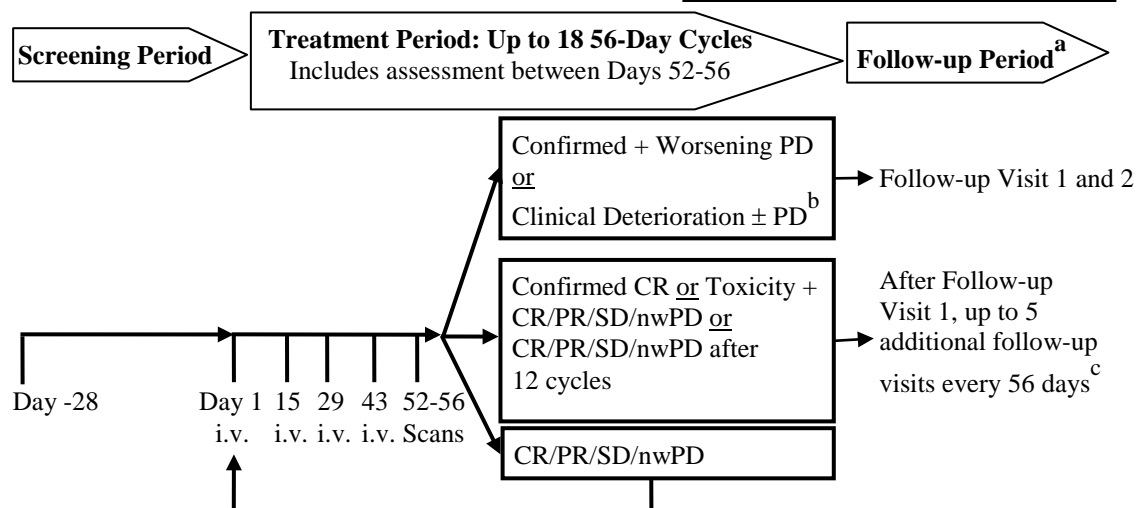 Screening Period
Treatment Period: Up to 18 56-Day Cycles
Includes assessment between Days 52-56
Follow-up Period a
Confirmed + Worsening PD
or
Clinical Deterioration ± PD b
Follow-up Visit 1 and 2
Confirmed CR or Toxicity +
CR/PR/SD/nwPD or
CR/PR/SD/nwPD after
12 cycles
After Follow-up
Visit 1, up to 5
additional follow-up
visits every 56 days c
Day -28
Day 1 15 29 43 52-56
i.v. i.v. i.v. i.v. Scans
CR/PR/SD/nwPD